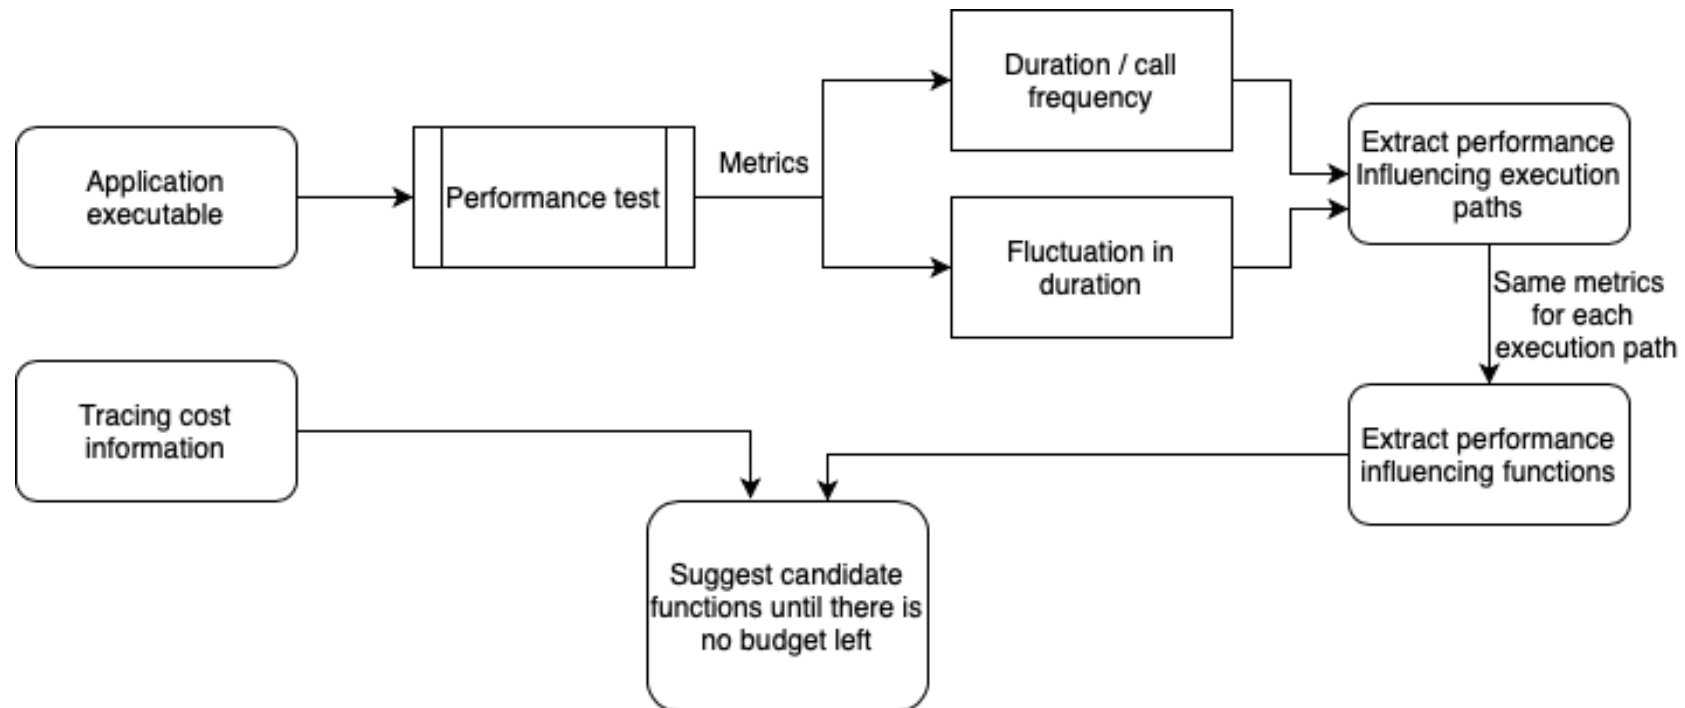 Application
executable
Performance test
Metrics
Duration / call
frequency
Fluctuation in
duration
Extract performance
Influencing execution
paths
Same metrics
for each
execution path
Extract performance
influencing functions
Tracing cost
information
Suggest candidate
functions until there is
no budget left